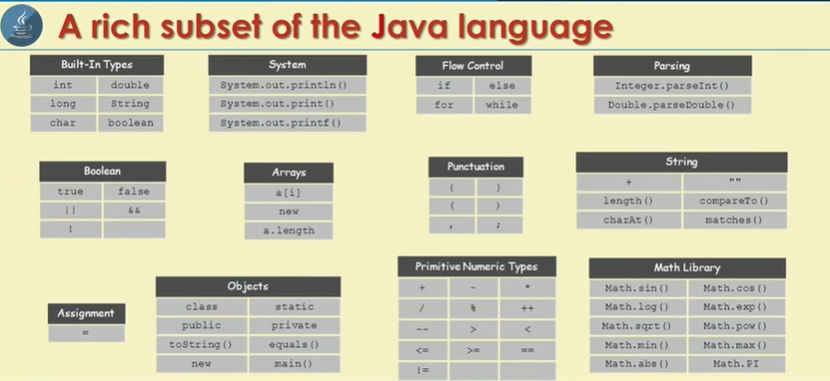 A rich subset of the Java language
Built-In Types
int double
long String
char boolean
System
System.out.println()
System.out.print()
System.out.printf()
Flow Control
if else
for while
Parsing
Integer.parseInt()
Double.parseDouble()
Boolean
true false
|| &&
!
Arrays
a[i]
new
a.length
Punctuation
{ }
( )
, ;
String
+ ""
length() compareTo()
charAt() matches()
Assignment
=
Objects
class static
public private
toString() equals()
new main()
Primitive Numeric Types
+ - *
/ % ++
-- > <
<= >= ==
!=
Math Library
Math.sin() Math.cos()
Math.log() Math.exp()
Math.sqrt() Math.pow()
Math.min() Math.max()
Math.abs() Math.PI